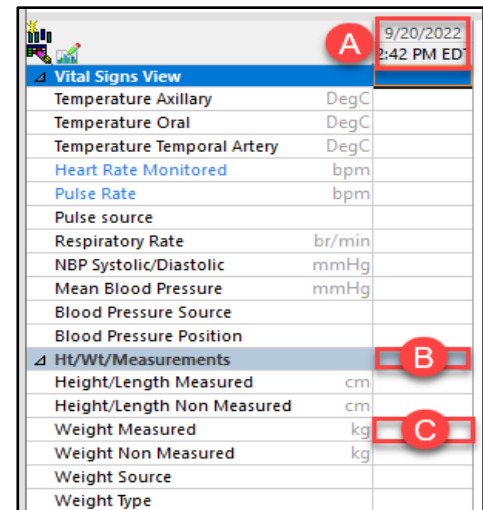 A
9/20/2022
2:42 PM EDT
Vital Signs View
Temperature Axillary DegC
Temperature Oral DegC
Temperature Temporal Artery DegC
Heart Rate Monitored bpm
Pulse Rate bpm
Pulse source
Respiratory Rate br/min
NBP Systolic/Diastolic mmHg
Mean Blood Pressure mmHg
Blood Pressure Source
Blood Pressure Position
Ht/Wt/Measurements B
Height/Length Measured cm
Height/Length Non Measured cm
Weight Measured kg C
Weight Non Measured kg
Weight Source
Weight Type